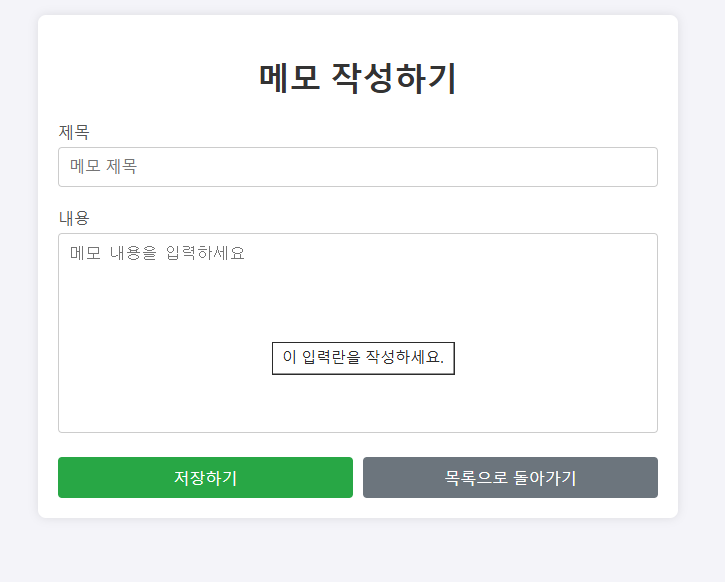 메모 작성하기
제목
메모 제목
내용
메모 내용을 입력하세요
이 입력란을 작성하세요.
저장하기
목록으로 돌아가기